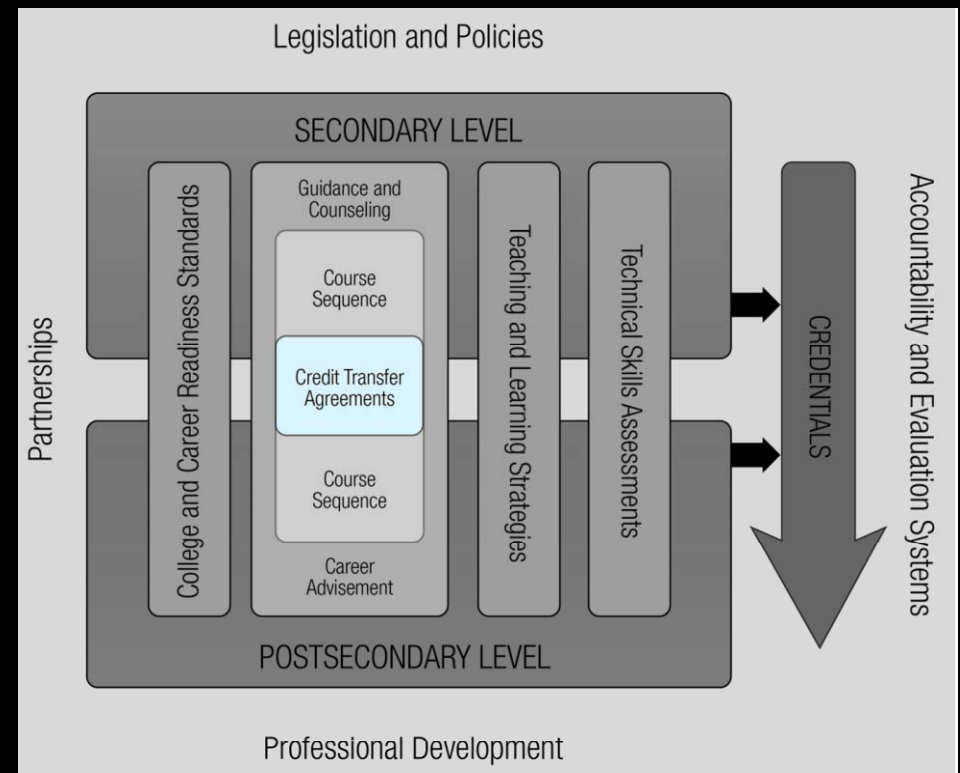 Legislation and Policies
SECONDARY LEVEL
Partnerships
College and Career Readiness Standards
Guidance and
Counseling
Course
Sequence
Credit Transfer
Agreements
Course
Sequence
Career
Advisement
Teaching and Learning Strategies
Technical Skills Assessments
CREDENTIALS
Accountability and Evaluation Systems
POSTSECONDARY LEVEL
Professional Development